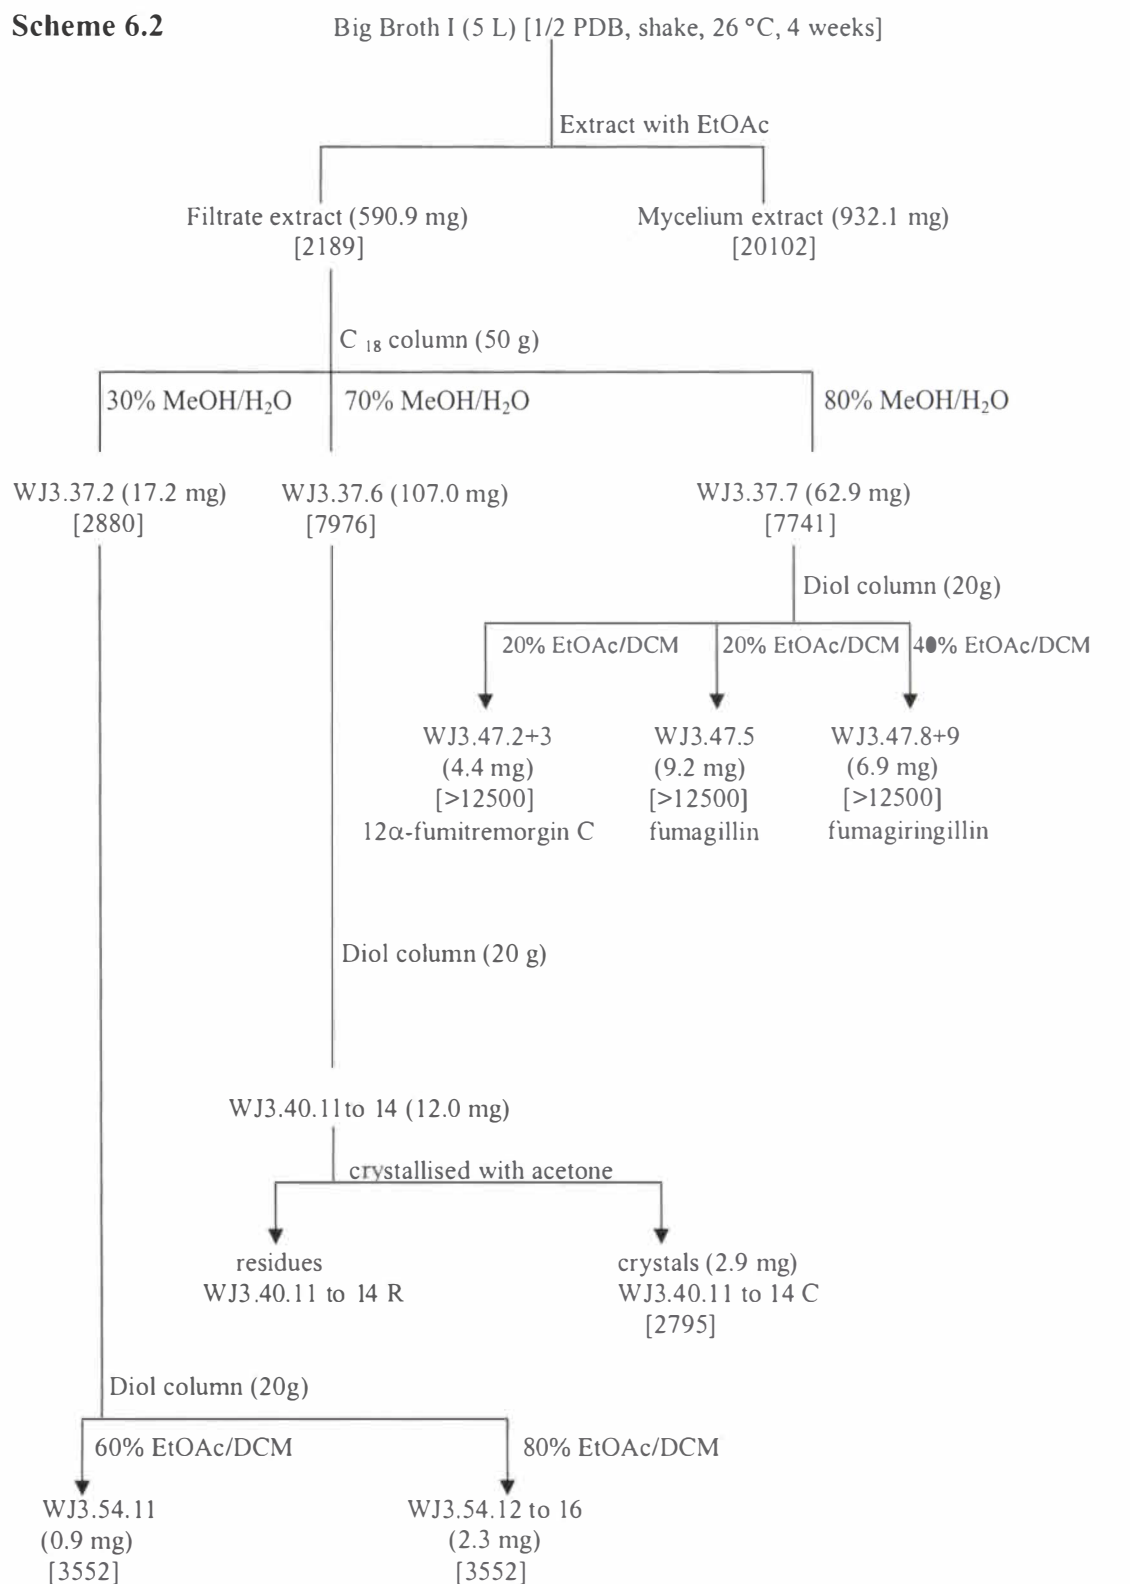 Scheme 6.2
Big Broth I (5 L) [1/2 PDB, shake, 26 °C, 4 weeks]
Extract with EtOAc
Filtrate extract (590.9 mg)
[2189]
Mycelium extract (932.1 mg)
[20102]
C 18 column (50 g)
30% MeOH/H2O
70% MeOH/H2O
80% MeOH/H2O
WJ3.37.2 (17.2 mg)
[2880]
WJ3.37.6 (107.0 mg)
[7976]
WJ3.37.7 (62.9 mg)
[7741]
Diol column (20g)
20% EtOAc/DCM
20% EtOAc/DCM
40% EtOAc/DCM
WJ3.47.2+3
(4.4 mg)
[>12500]
12α-fumitremorgin C
WJ3.47.5
(9.2 mg)
[>12500]
fumagillin
WJ3.47.8+9
(6.9 mg)
[>12500]
fumagiringillin
Diol column (20 g)
WJ3.40.11 to 14 (12.0 mg)
crystallised with acetone
residues
WJ3.40.11 to 14 R
crystals (2.9 mg)
WJ3.40.11 to 14 C
[2795]
Diol column (20g)
60% EtOAc/DCM
80% EtOAc/DCM
WJ3.54.11
(0.9 mg)
[3552]
WJ3.54.12 to 16
(2.3 mg)
[3552]